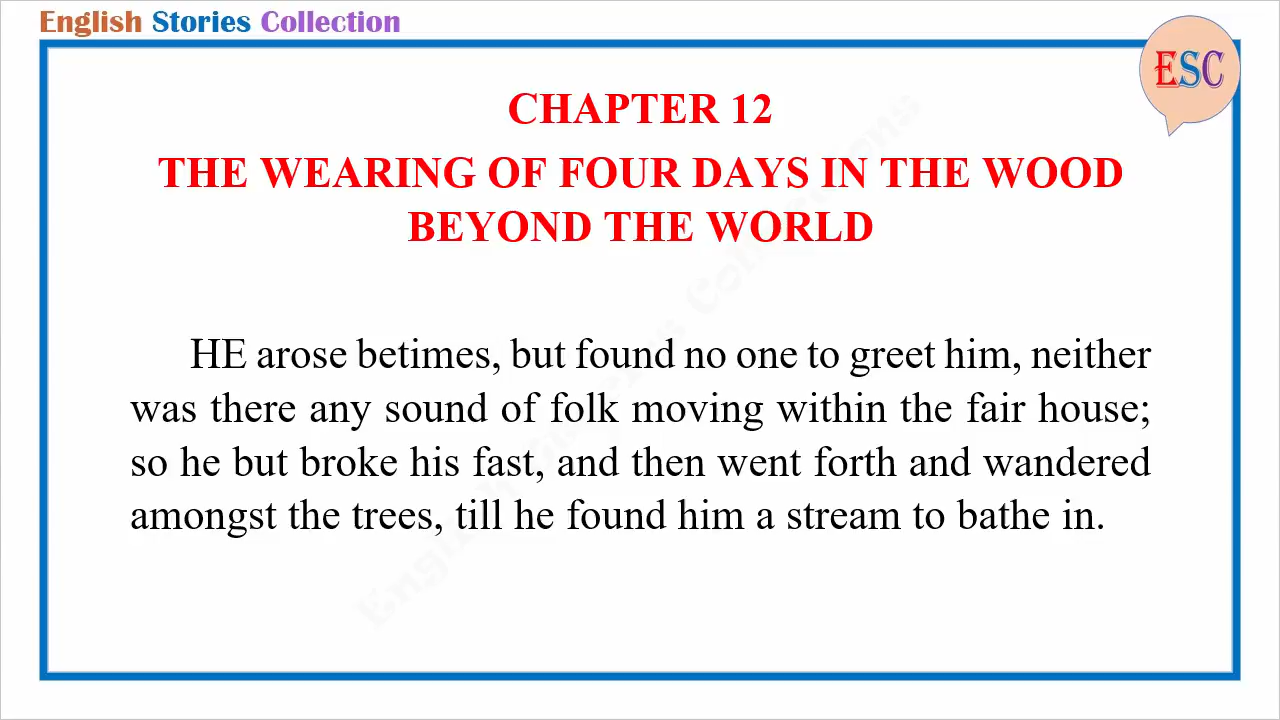 English Stories Collection
ESC
CHAPTER 12
THE WEARING OF FOUR DAYS IN THE WOOD
BEYOND THE WORLD
HE arose betimes, but found no one to greet him, neither
was there any sound of folk moving within the fair house;
so he but broke his fast, and then went forth and wandered
amongst the trees, till he found him a stream to bathe in.